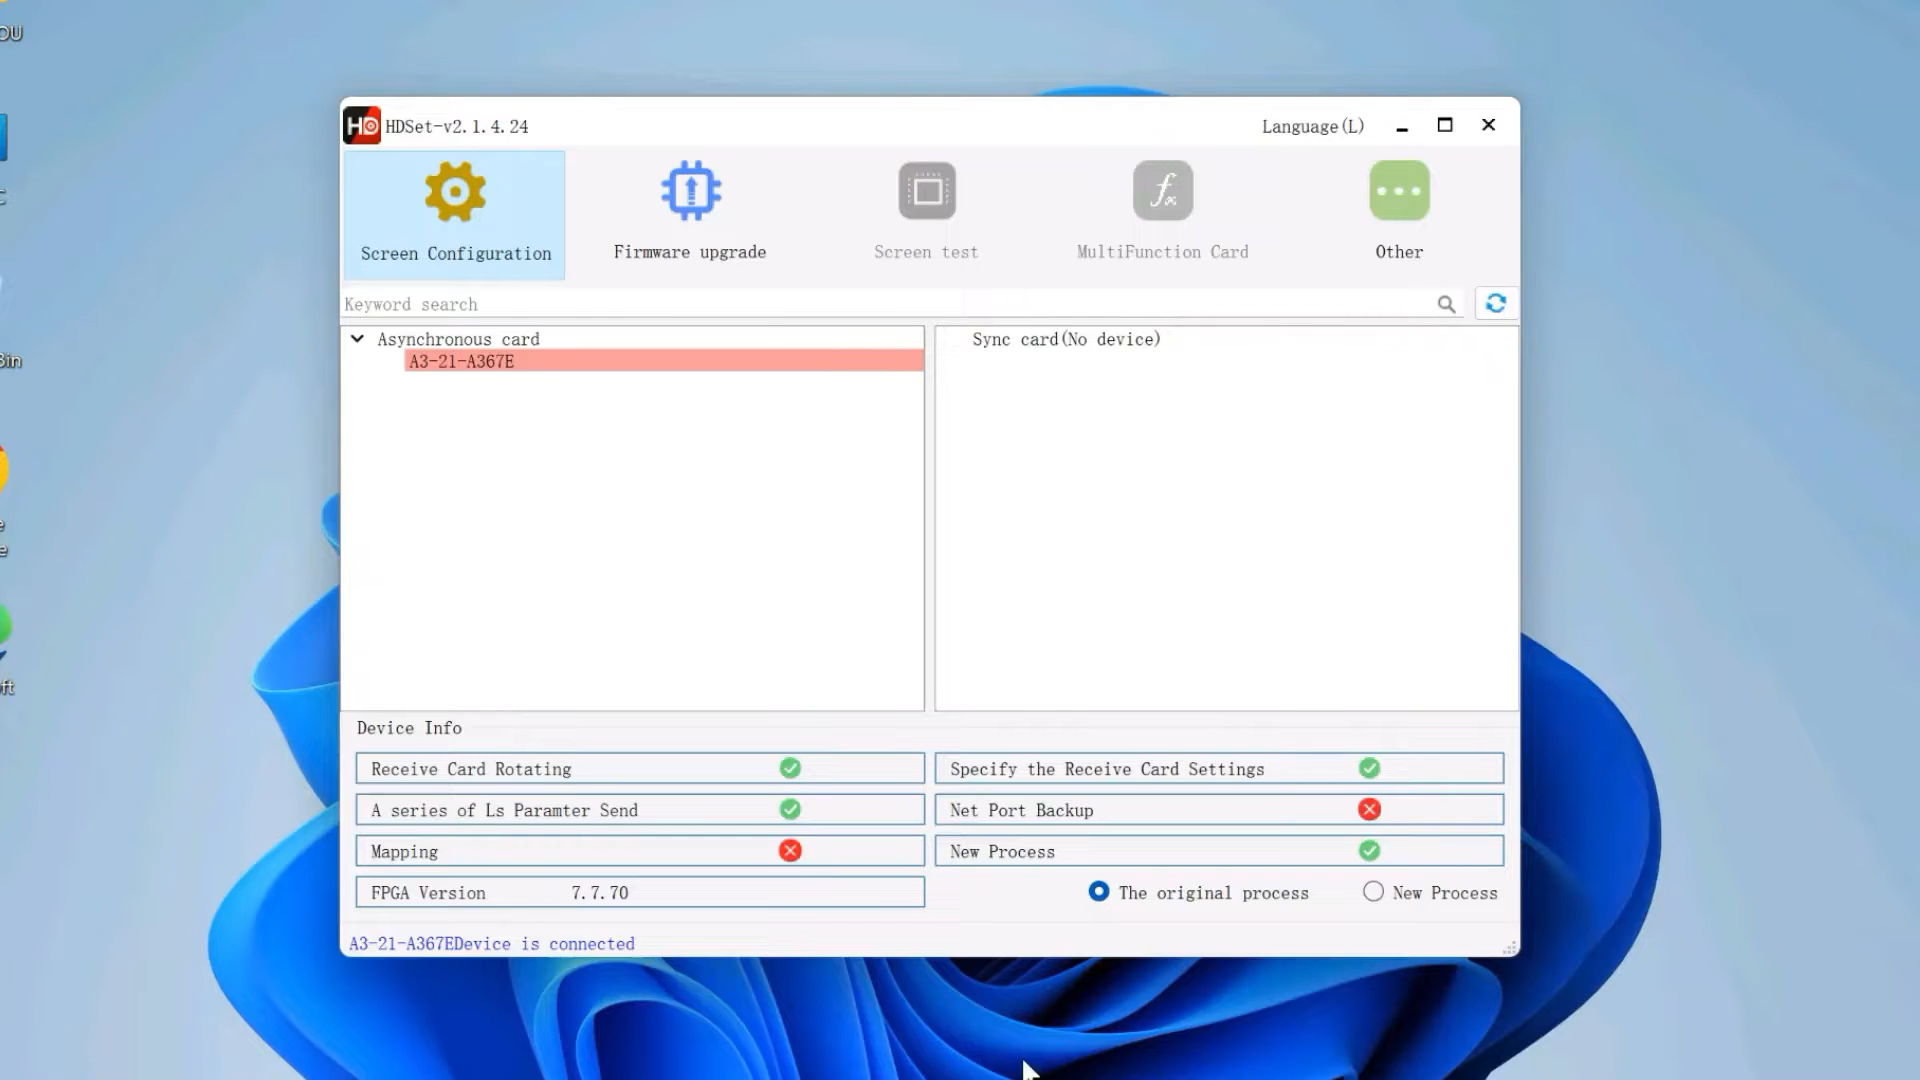 OU
HD HDSet-v2.1.4.24
Language(L)
Screen Configuration
Firmware upgrade
Screen test
fx
MultiFunction Card
Other
Keyword search
Asynchronous card
A3-21-A367E
Sync card(No device)
Device Info
Receive Card Rotating
Specify the Receive Card Settings
A series of Ls Paramter Send
Net Port Backup
Mapping
New Process
FPGA Version 7.7.70
The original process
New Process
A3-21-A367EDevice is connected